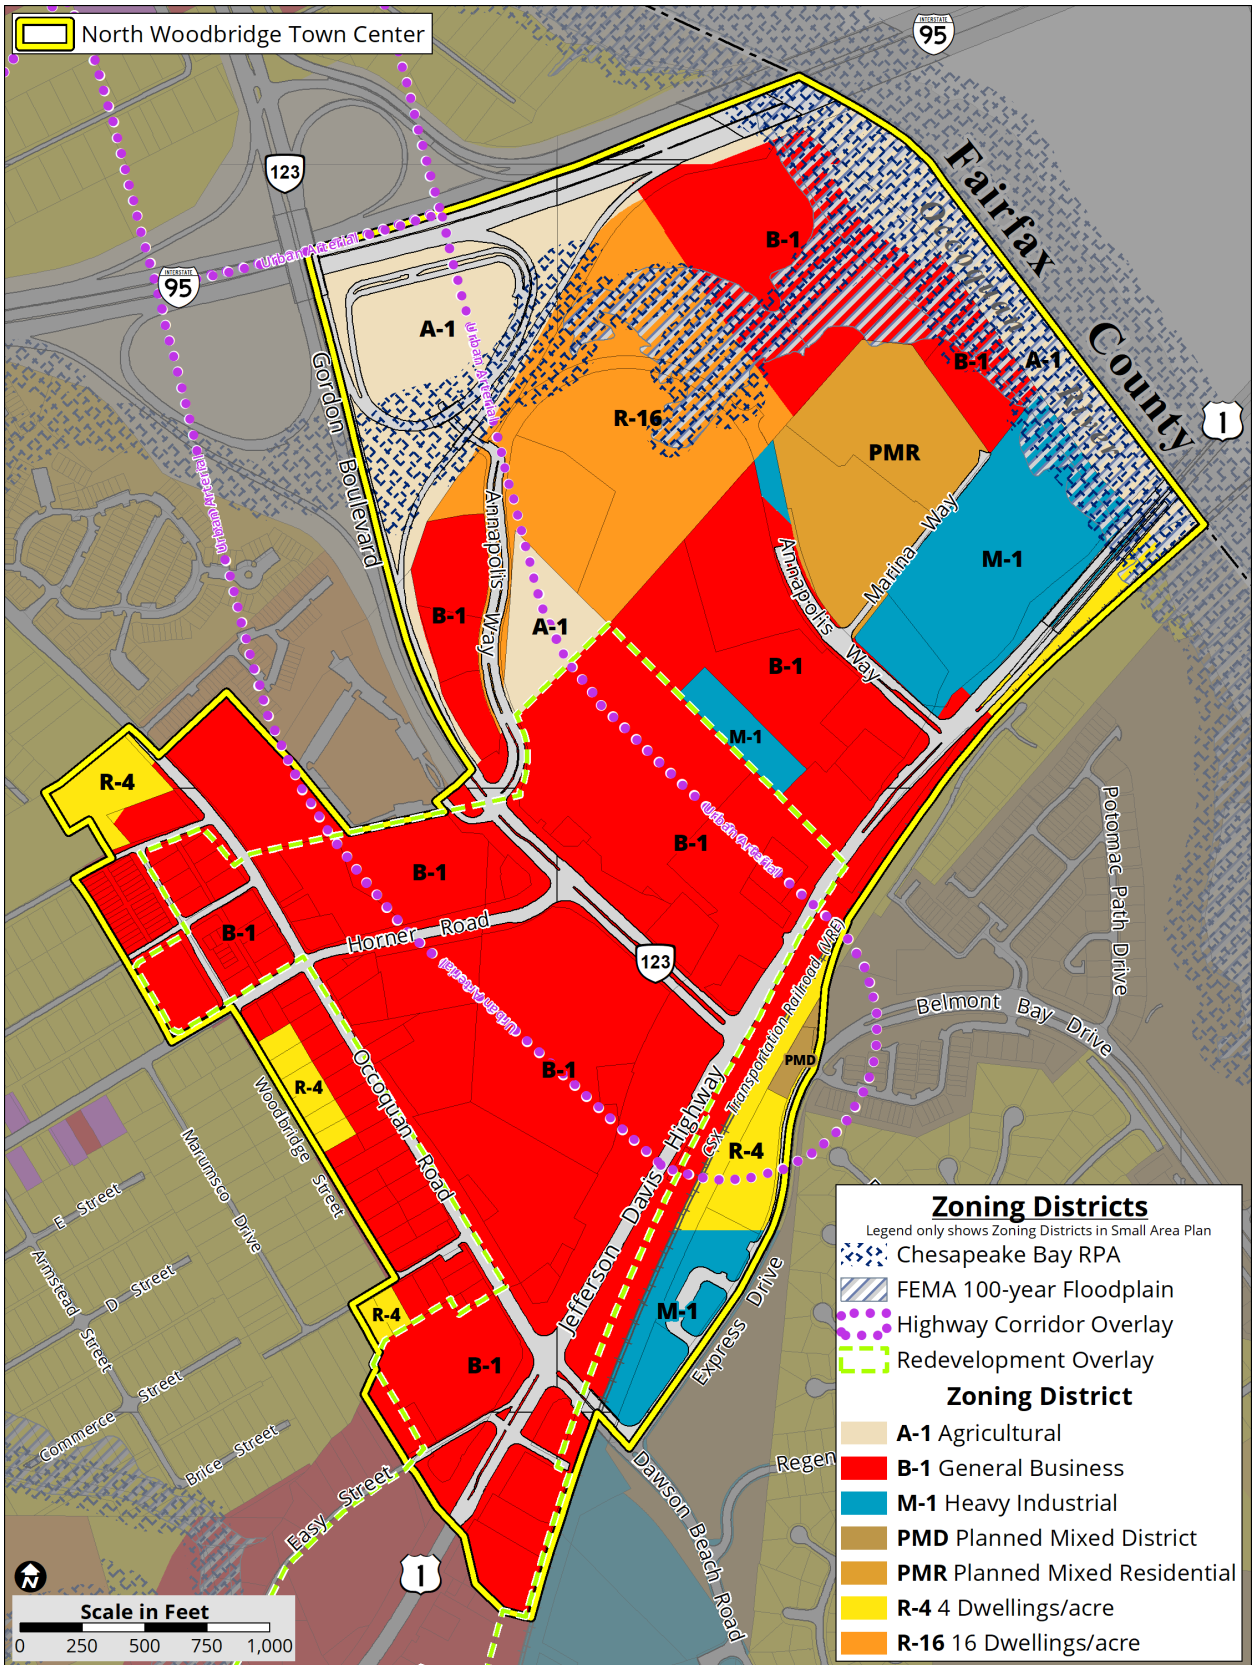 North Woodbridge Town Center
INTERSTATE
95
123
Fairfax
County
Occoquan
River
B-1
Urban Arterial
INTERSTATE
95
A-1
Urban Arterial
B-1
A-1
1
Gordon
Boulevard
R-16
PMR
Urban Arterial
Annapolis
Way
Marina Way
M-1
Annapolis
Way
B-1
A-1
B-1
M-1
R-4
Potomac Path Drive
Urban Arterial
B-1
B-1
B-1
Horner Road
123
CSX Transportation Railroad (VRE)
Belmont Bay Drive
Urban Arterial
PMD
B-1
Occoquan
Road
R-4
Woodbridge
Street
Marumsco
Drive
Jefferson Davis Highway
R-4
E Street
D Street
Armstead
Street
R-4
M-1
Express Drive
B-1
Commerce Street
Brice Street
Easy Street
Dawson Beach Road
Regen
1
N
Scale in Feet
0 250 500 750 1,000
Zoning Districts
Legend only shows Zoning Districts in Small Area Plan
Chesapeake Bay RPA
FEMA 100-year Floodplain
Highway Corridor Overlay
Redevelopment Overlay
Zoning District
A-1 Agricultural
B-1 General Business
M-1 Heavy Industrial
PMD Planned Mixed District
PMR Planned Mixed Residential
R-4 4 Dwellings/acre
R-16 16 Dwellings/acre